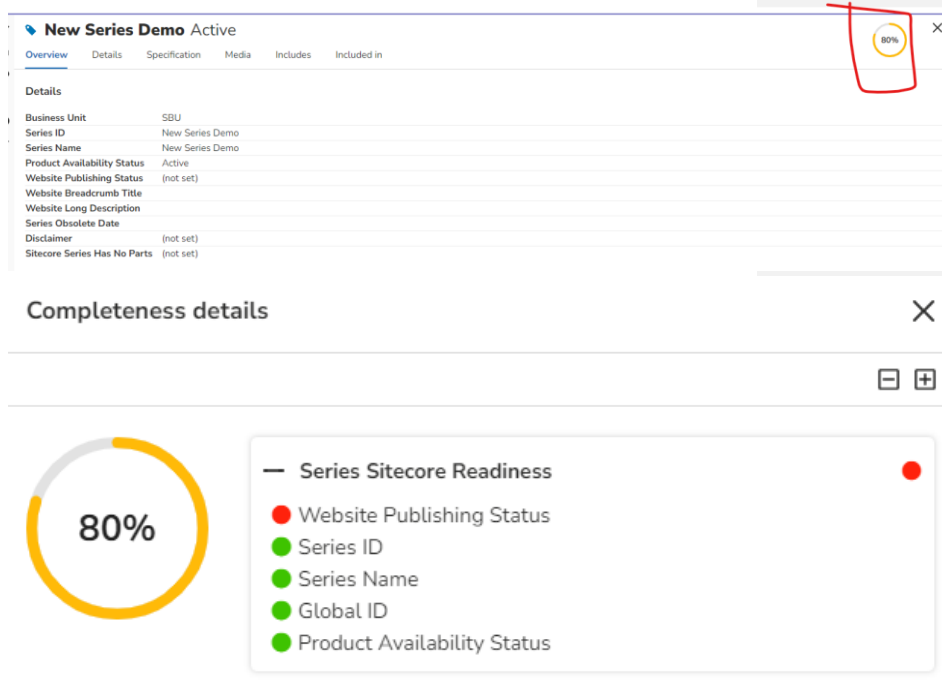 New Series Demo Active
80%
Overview Details Specification Media Includes Included in
Details
Business Unit SBU
Series ID New Series Demo
Series Name New Series Demo
Product Availability Status Active
Website Publishing Status (not set)
Website Breadcrumb Title
Website Long Description
Series Obsolete Date
Disclaimer (not set)
Sitecore Series Has No Parts (not set)
Completeness details
80%
Series Sitecore Readiness
Website Publishing Status
Series ID
Series Name
Global ID
Product Availability Status